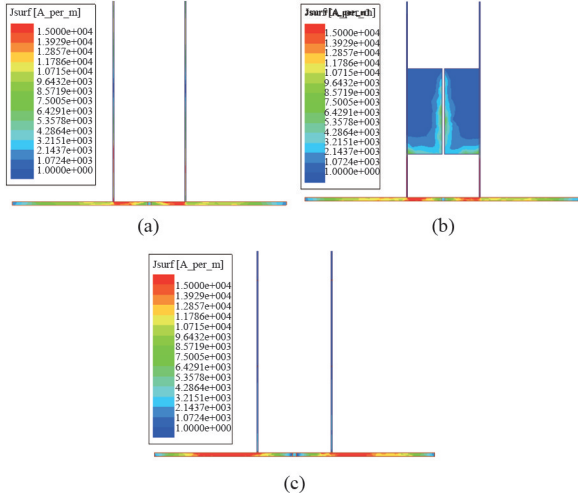 Jsurf [A_per_m]
1.5000e+004
1.3929e+004
1.2857e+004
1.1786e+004
1.0715e+004
9.6432e+003
8.5719e+003
7.5005e+003
6.4291e+003
5.3578e+003
4.2864e+003
3.2151e+003
2.1437e+003
1.0724e+003
1.0000e+000
(a)
1.5000e+004
1.3929e+004
1.2857e+004
1.1786e+004
1.0715e+004
9.6432e+003
8.5719e+003
7.5005e+003
6.4291e+003
5.3578e+003
4.2864e+003
3.2151e+003
2.1437e+003
1.0724e+003
1.0000e+000
(b)
Jsurf [A_per_m]
1.5000e+004
1.3929e+004
1.2857e+004
1.1786e+004
1.0715e+004
9.6432e+003
8.5719e+003
7.5005e+003
6.4291e+003
5.3578e+003
4.2864e+003
3.2151e+003
2.1437e+003
1.0724e+003
1.0000e+000
(c)